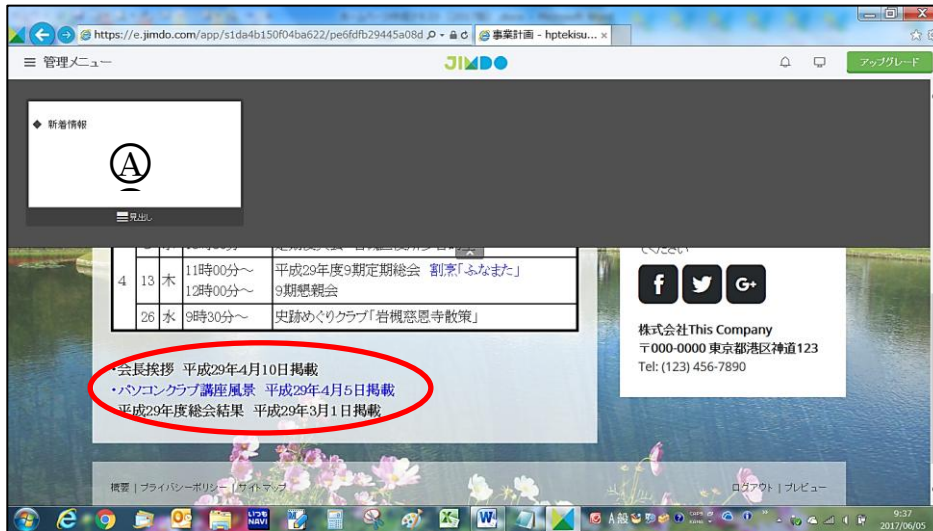 https://e.jimdo.com/app/s1da4b150f04ba622/pe6fdfb29445a08d
事業計画 - hptekisu...
管理メニュー
JIMDO
アップグレード
◆ 新着情報
A
見出し
ください
4 13 木 11時00分～ 平成29年度9期定期総会 割烹「ふなまた」
12時00分～ 9期懇親会
26 水 9時30分～ 史跡めぐりクラブ「岩槻慈恩寺散策」
f G+
株式会社This Company
〒000-0000 東京都港区神道123
Tel: (123) 456-7890
・会長挨拶 平成29年4月10日掲載
・パソコンクラブ講座風景 平成29年4月5日掲載
・平成29年度総会結果 平成29年3月1日掲載
概要 | プライバシーポリシー | サイトマップ
ログアウト | プレビュー
いつも
NAVI
A 般
9:37
2017/06/05